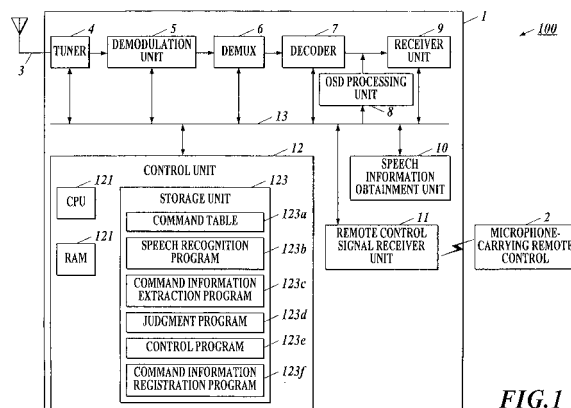 1
100
4
5
6
7
9
TUNER
DEMODULATION
UNIT
DEMUX
DECODER
RECEIVER
UNIT
3
OSD PROCESSING
UNIT
8
13
12
10
CONTROL UNIT
SPEECH
INFORMATION
OBTAINMENT UNIT
121
CPU
123
STORAGE UNIT
COMMAND TABLE
123a
11
2
121
RAM
SPEECH RECOGNITION
PROGRAM
123b
REMOTE CONTROL
SIGNAL RECEIVER
UNIT
MICROPHONE-
CARRYING REMOTE
CONTROL
COMMAND INFORMATION
EXTRACTION PROGRAM
123c
JUDGMENT PROGRAM
123d
CONTROL PROGRAM
123e
COMMAND INFORMATION
REGISTRATION PROGRAM
123f
FIG.1